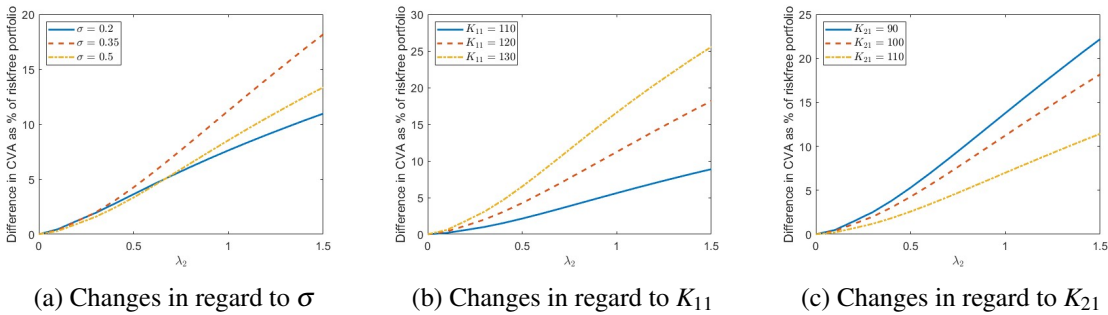 Difference in CVA as % of riskfree portfolio
20
15
10
5
0
σ = 0.2
σ = 0.35
σ = 0.5
0 0.5 1 1.5
λ₂
(a) Changes in regard to σ
Difference in CVA as % of riskfree portfolio
30
25
20
15
10
5
0
K₁₁ = 110
K₁₁ = 120
K₁₁ = 130
0 0.5 1 1.5
λ₂
(b) Changes in regard to K₁₁
Difference in CVA as % of riskfree portfolio
25
20
15
10
5
0
K₂₁ = 90
K₂₁ = 100
K₂₁ = 110
0 0.5 1 1.5
λ₂
(c) Changes in regard to K₂₁